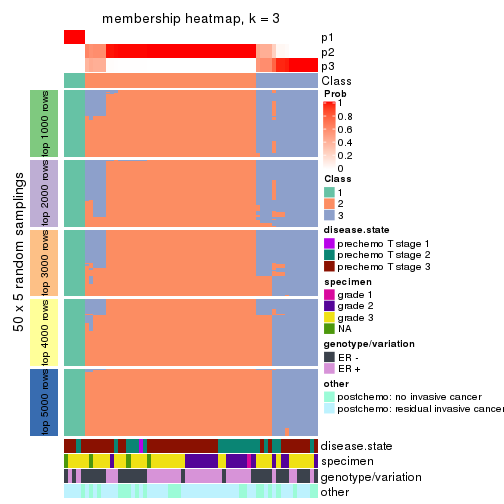 membership heatmap, k = 3
p1
p2
p3
Class
50 x 5 random samplings
top 1000 rows
top 2000 rows
top 3000 rows
top 4000 rows
top 5000 rows
Prob
1
0.8
0.6
0.4
0.2
0
Class
1
2
3
disease.state
prechemo T stage 1
prechemo T stage 2
prechemo T stage 3
specimen
grade 1
grade 2
grade 3
NA
genotype/variation
ER -
ER +
other
postchemo: no invasive cancer
postchemo: residual invasive cancer
disease.state
specimen
genotype/variation
other